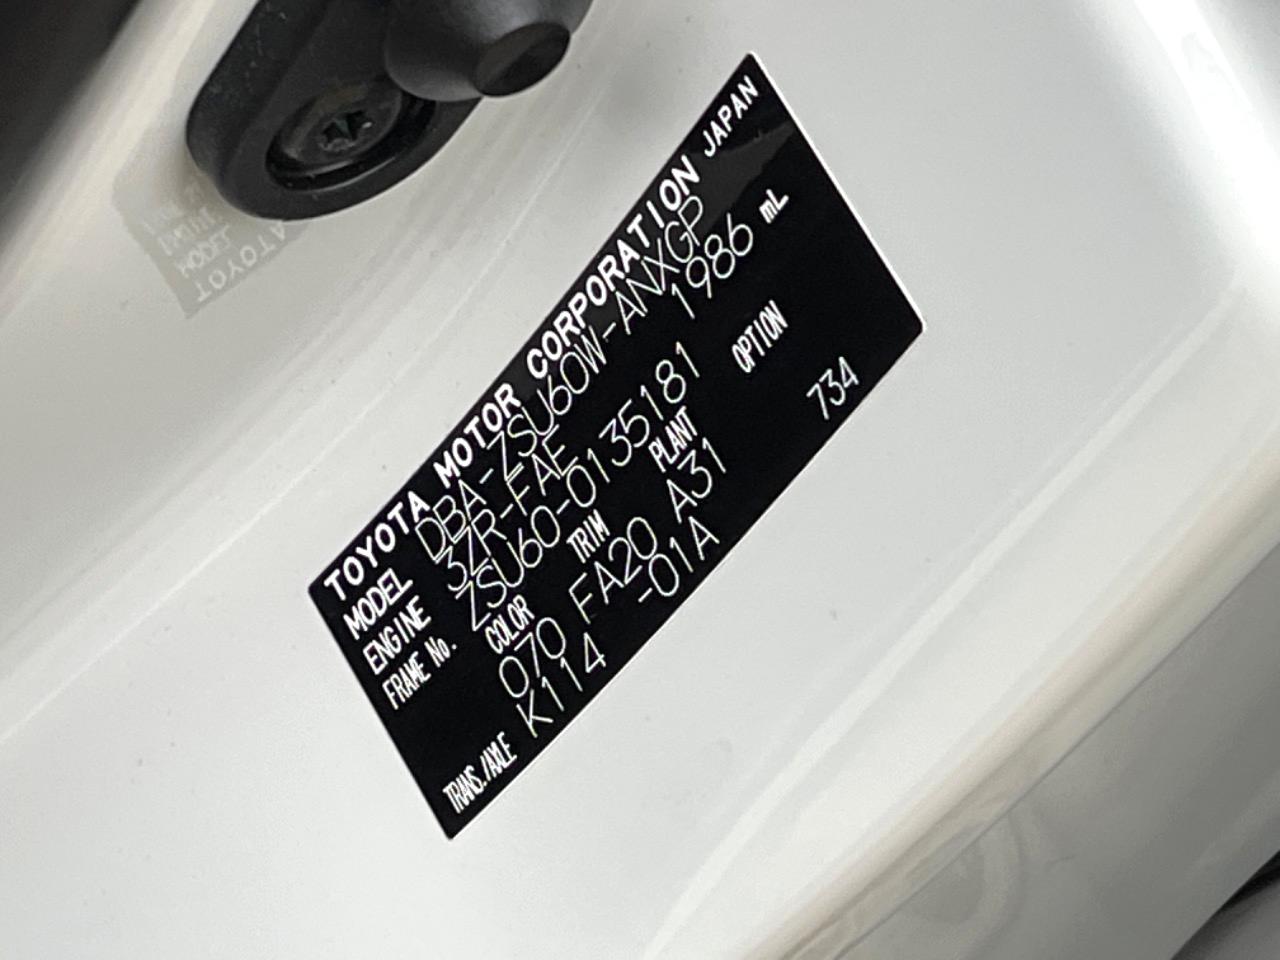 TOYOTA MOTOR CORPORATION JAPAN
MODEL DBA-ZSU60W-ANXGP
ENGINE 3ZR-FAE 1986 mL
FRAME No. ZSU60-0135181
COLOR TRIM PLANT OPTION
070 FA20 A31
TRANS./AXLE K114 -01A 734